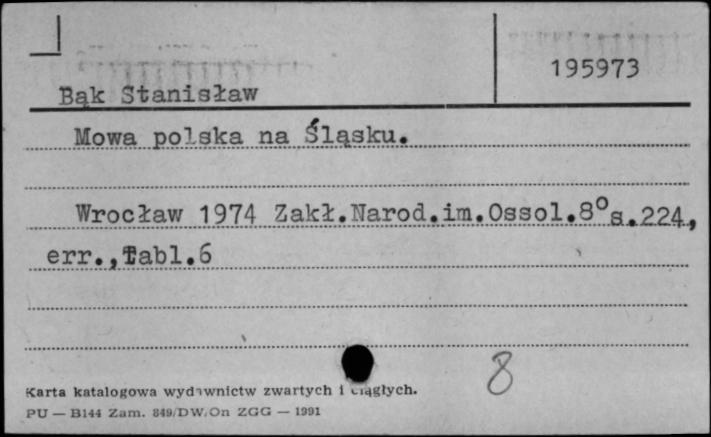 195973
Bąk Stanisław
Mowa polska na Śląsku.
Wrocław 1974 Zakł.Narod.im.Ossol.8° s.224,
err.,Tabl.6
8
Karta katalogowa wydawnictw zwartych i ciągłych.
PU — B144 Zam. 849/DW/On ZGG — 1991